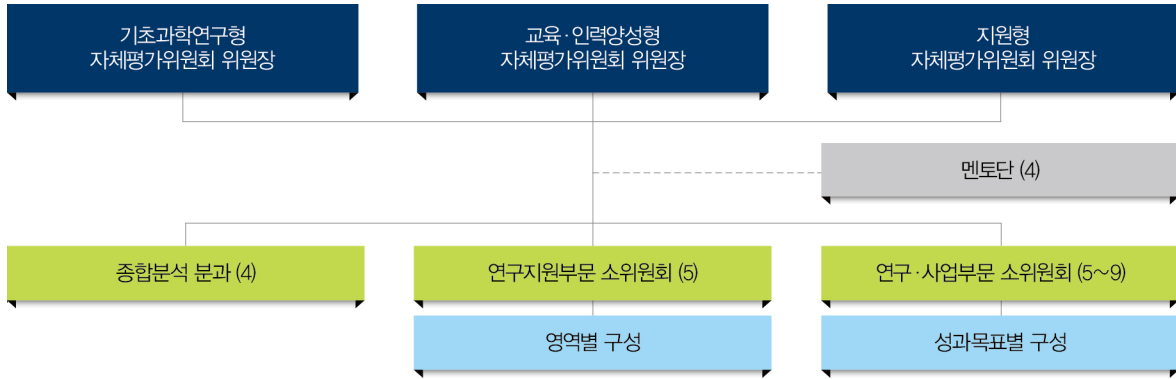 기초과학연구형
자체평가위원회 위원장
교육·인력양성형
자체평가위원회 위원장
지원형
자체평가위원회 위원장
멘토단 (4)
종합분석 분과 (4)
연구지원부문 소위원회 (5)
연구·사업부문 소위원회 (5~9)
영역별 구성
성과목표별 구성